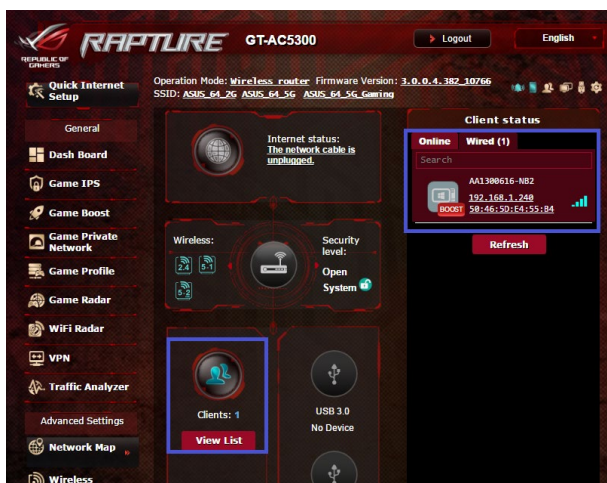 REPUBLIC OF
GAMERS
RAPTURE
GT-AC5300
Logout
English
Quick Internet
Setup
Operation Mode: Wireless router Firmware Version: 3.0.0.4.382_10766
SSID: ASUS_64_2G ASUS_64_5G ASUS_64_5G_Gaming
General
Dash Board
Game IPS
Game Boost
Game Private
Network
Game Profile
Game Radar
WiFi Radar
VPN
Traffic Analyzer
Advanced Settings
Network Map
Wireless
Internet status:
The network cable is
unplugged.
Wireless:
2.4
5-1
5-2
Security
level:
Open
System
Clients: 1
View List
USB 3.0
No Device
Client status
Online Wired (1)
Search
AA1300616-NB2
192.168.1.240
BOOST
50:46:5D:E4:55:B4
Refresh